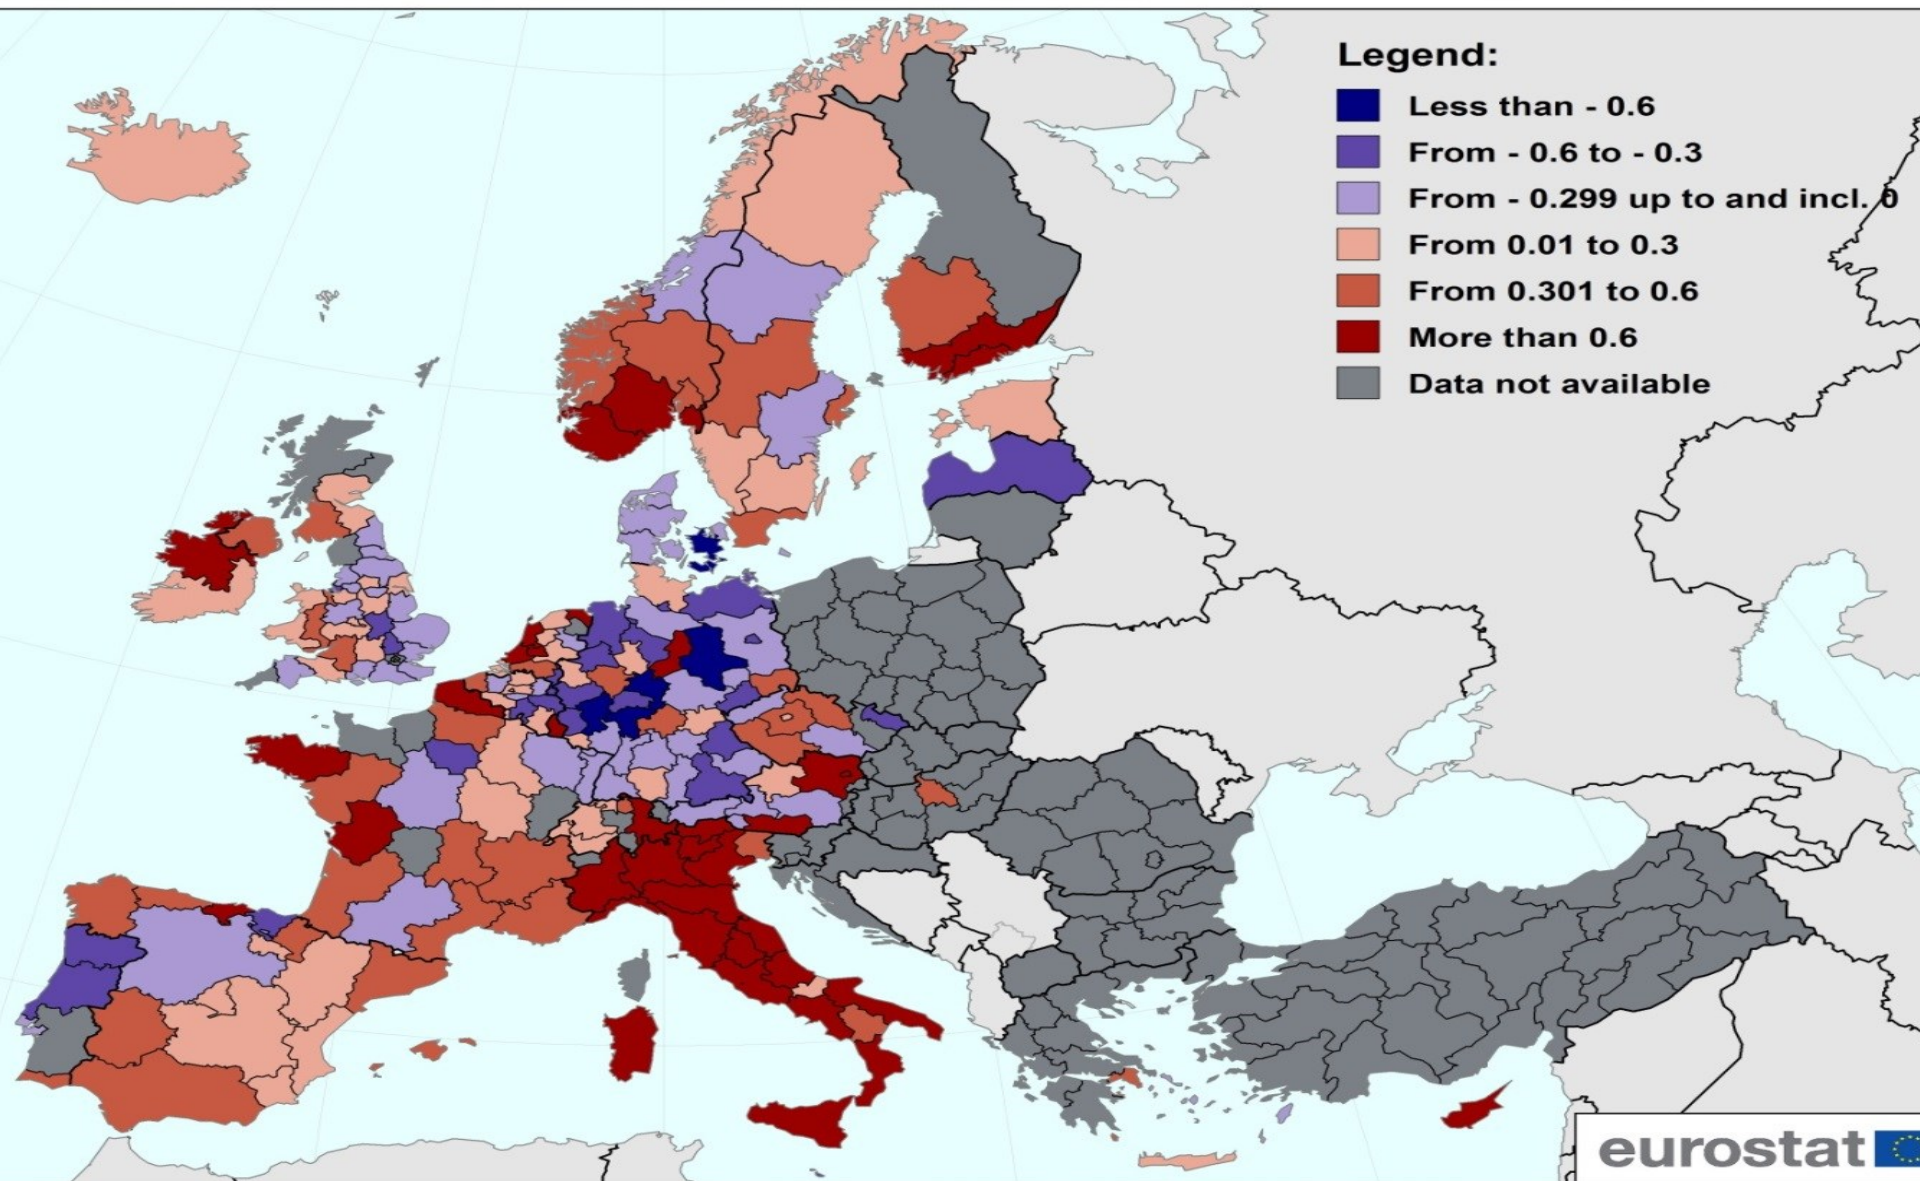 Legend:
Less than - 0.6
From - 0.6 to - 0.3
From - 0.299 up to and incl. 0
From 0.01 to 0.3
From 0.301 to 0.6
More than 0.6
Data not available
eurostat